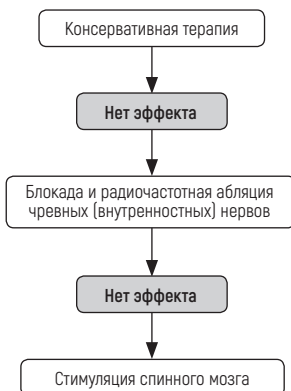 Консервативная терапия
Нет эффекта
Блокада и радиочастотная абляция
чревных (внутренностных) нервов
Нет эффекта
Стимуляция спинного мозга